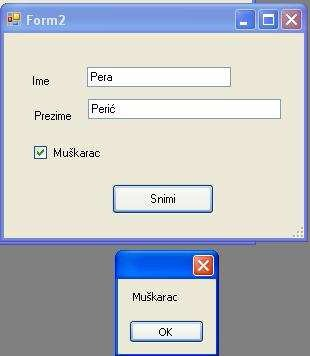 Form2
Ime Pera
Prezime Perić
Muškarac
Snimi
Muškarac
OK